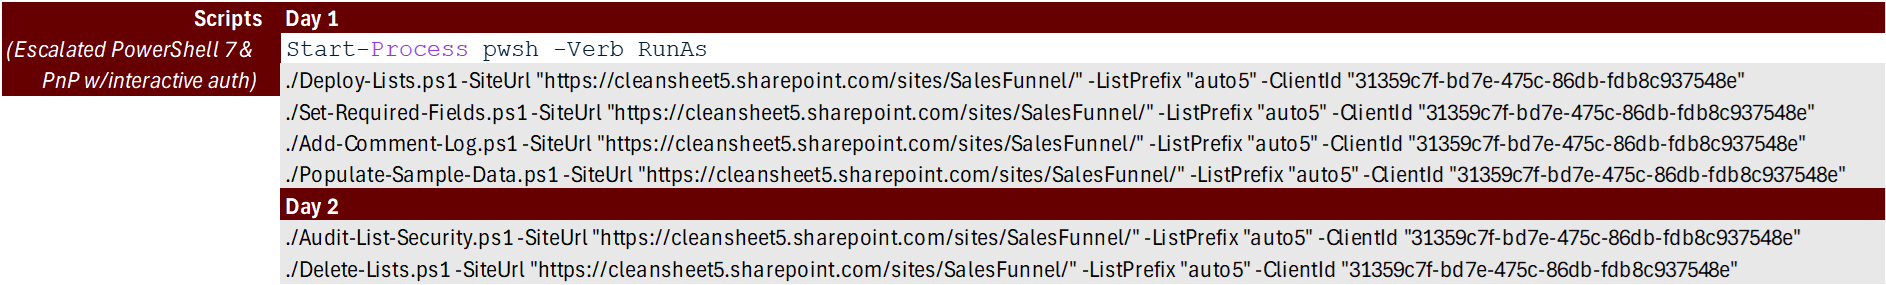 Scripts Day 1
(Escalated PowerShell 7 & Start-Process pwsh -Verb RunAs
PnP w/interactive auth) ./Deploy-Lists.ps1 -SiteUrl "https://cleansheet5.sharepoint.com/sites/SalesFunnel/" -ListPrefix "auto5" -ClientId "31359c7f-bd7e-475c-86db-fdb8c937548e"
./Set-Required-Fields.ps1 -SiteUrl "https://cleansheet5.sharepoint.com/sites/SalesFunnel/" -ListPrefix "auto5" -ClientId "31359c7f-bd7e-475c-86db-fdb8c937548e"
./Add-Comment-Log.ps1 -SiteUrl "https://cleansheet5.sharepoint.com/sites/SalesFunnel/" -ListPrefix "auto5" -ClientId "31359c7f-bd7e-475c-86db-fdb8c937548e"
./Populate-Sample-Data.ps1 -SiteUrl "https://cleansheet5.sharepoint.com/sites/SalesFunnel/" -ListPrefix "auto5" -ClientId "31359c7f-bd7e-475c-86db-fdb8c937548e"
Day 2
./Audit-List-Security.ps1 -SiteUrl "https://cleansheet5.sharepoint.com/sites/SalesFunnel/" -ListPrefix "auto5" -ClientId "31359c7f-bd7e-475c-86db-fdb8c937548e"
./Delete-Lists.ps1 -SiteUrl "https://cleansheet5.sharepoint.com/sites/SalesFunnel/" -ListPrefix "auto5" -ClientId "31359c7f-bd7e-475c-86db-fdb8c937548e"